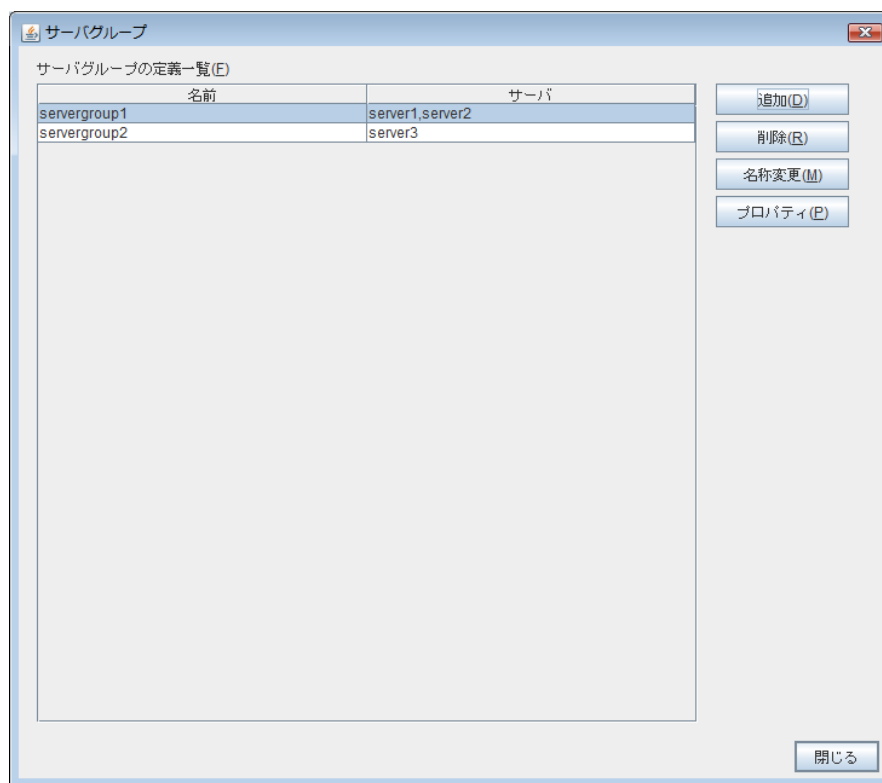 サーバグループ
サーバグループの定義一覧(F)
名前 サーバ
servergroup1 server1,server2
servergroup2 server3
追加(D)
削除(R)
名称変更(M)
プロパティ(P)
閉じる